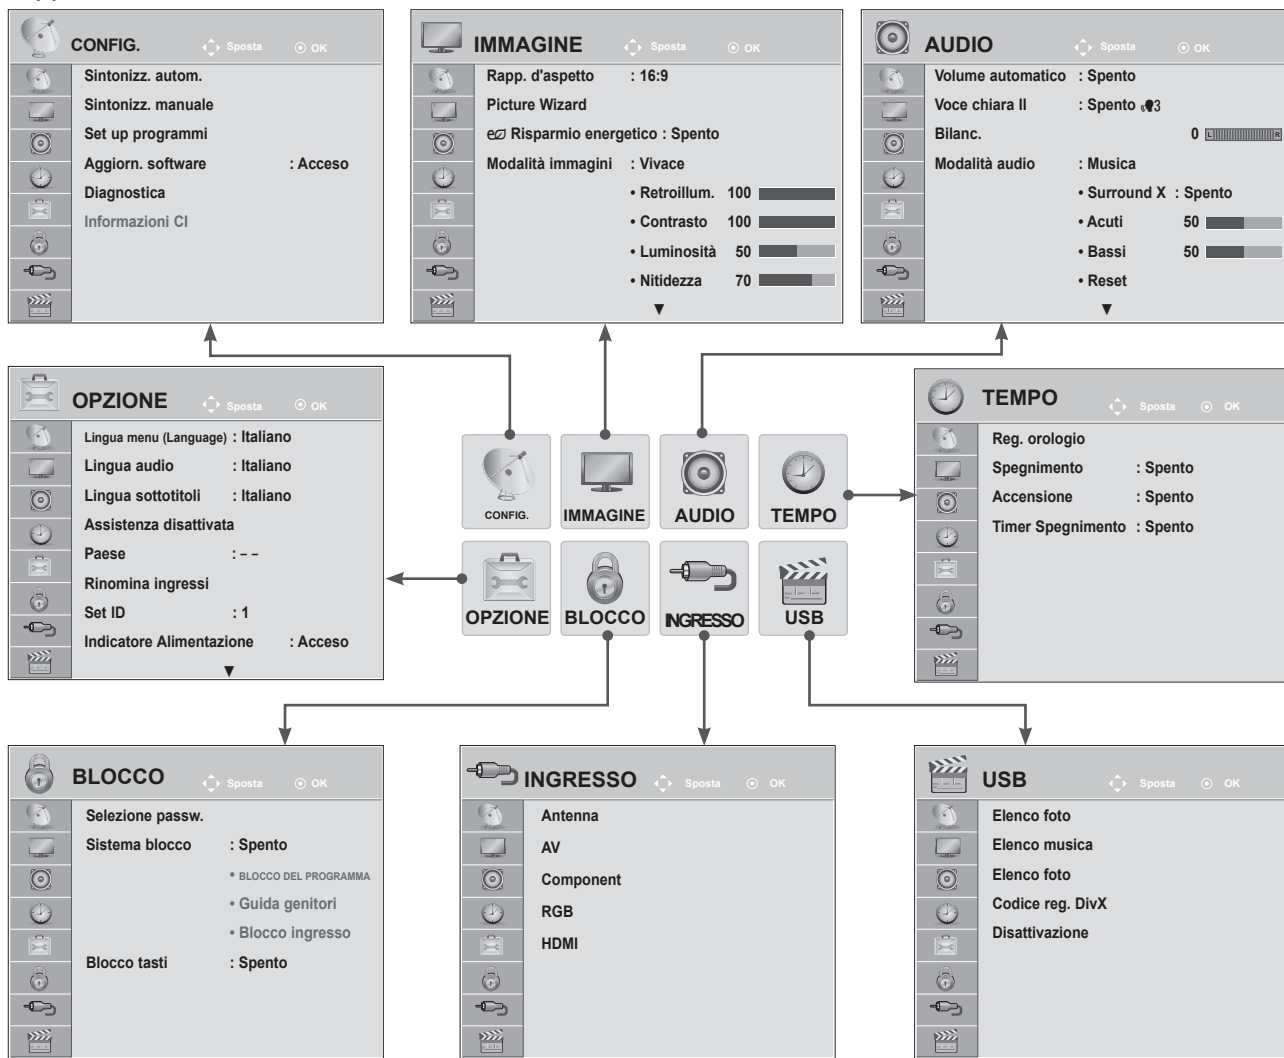 CONFIG. Sposta OK
Sintonizz. autom.
Sintonizz. manuale
Set up programmi
Aggiorn. software : Acceso
Diagnostica
Informazioni CI
IMMAGINE Sposta OK
Rapp. d'aspetto : 16:9
Picture Wizard
e Risparmio energetico : Spento
Modalità immagini : Vivace
• Retroillum. 100
• Contrasto 100
• Luminosità 50
• Nitidezza 70
▼
AUDIO Sposta OK
Volume automatico : Spento
Voce chiara II : Spento 3
Bilanc. 0 L R
Modalità audio : Musica
• Surround X : Spento
• Acuti 50
• Bassi 50
• Reset
▼
OPZIONE Sposta OK
Lingua menu (Language) : Italiano
Lingua audio : Italiano
Lingua sottotitoli : Italiano
Assistenza disattivata
Paese : – –
Rinomina ingressi
Set ID : 1
Indicatore Alimentazione : Acceso
▼
CONFIG. IMMAGINE AUDIO TEMPO
OPZIONE BLOCCO INGRESSO USB
TEMPO Sposta OK
Reg. orologio
Spegnimento : Spento
Accensione : Spento
Timer Spegnimento : Spento
BLOCCO Sposta OK
Selezione passw.
Sistema blocco : Spento
• BLOCCO DEL PROGRAMMA
• Guida genitori
• Blocco ingresso
Blocco tasti : Spento
INGRESSO Sposta OK
Antenna
AV
Component
RGB
HDMI
USB Sposta OK
Elenco foto
Elenco musica
Elenco foto
Codice reg. DivX
Disattivazione